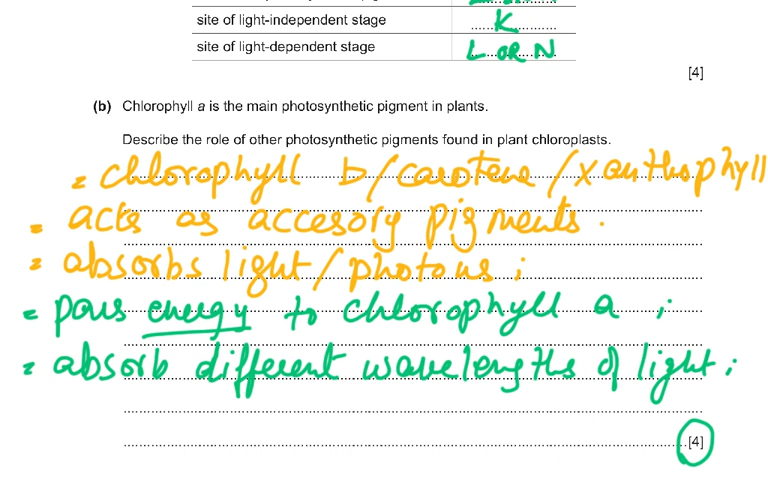 site of light-independent stage K
site of light-dependent stage L OR N
[4]
(b) Chlorophyll a is the main photosynthetic pigment in plants.
Describe the role of other photosynthetic pigments found in plant chloroplasts.
= chlorophyll b/carotene/xanthophyll
= acts as accesory pigments.
= absorbs light/photons;
= pass energy to chlorophyll a;
= absorb different wavelengths of light;
[4]